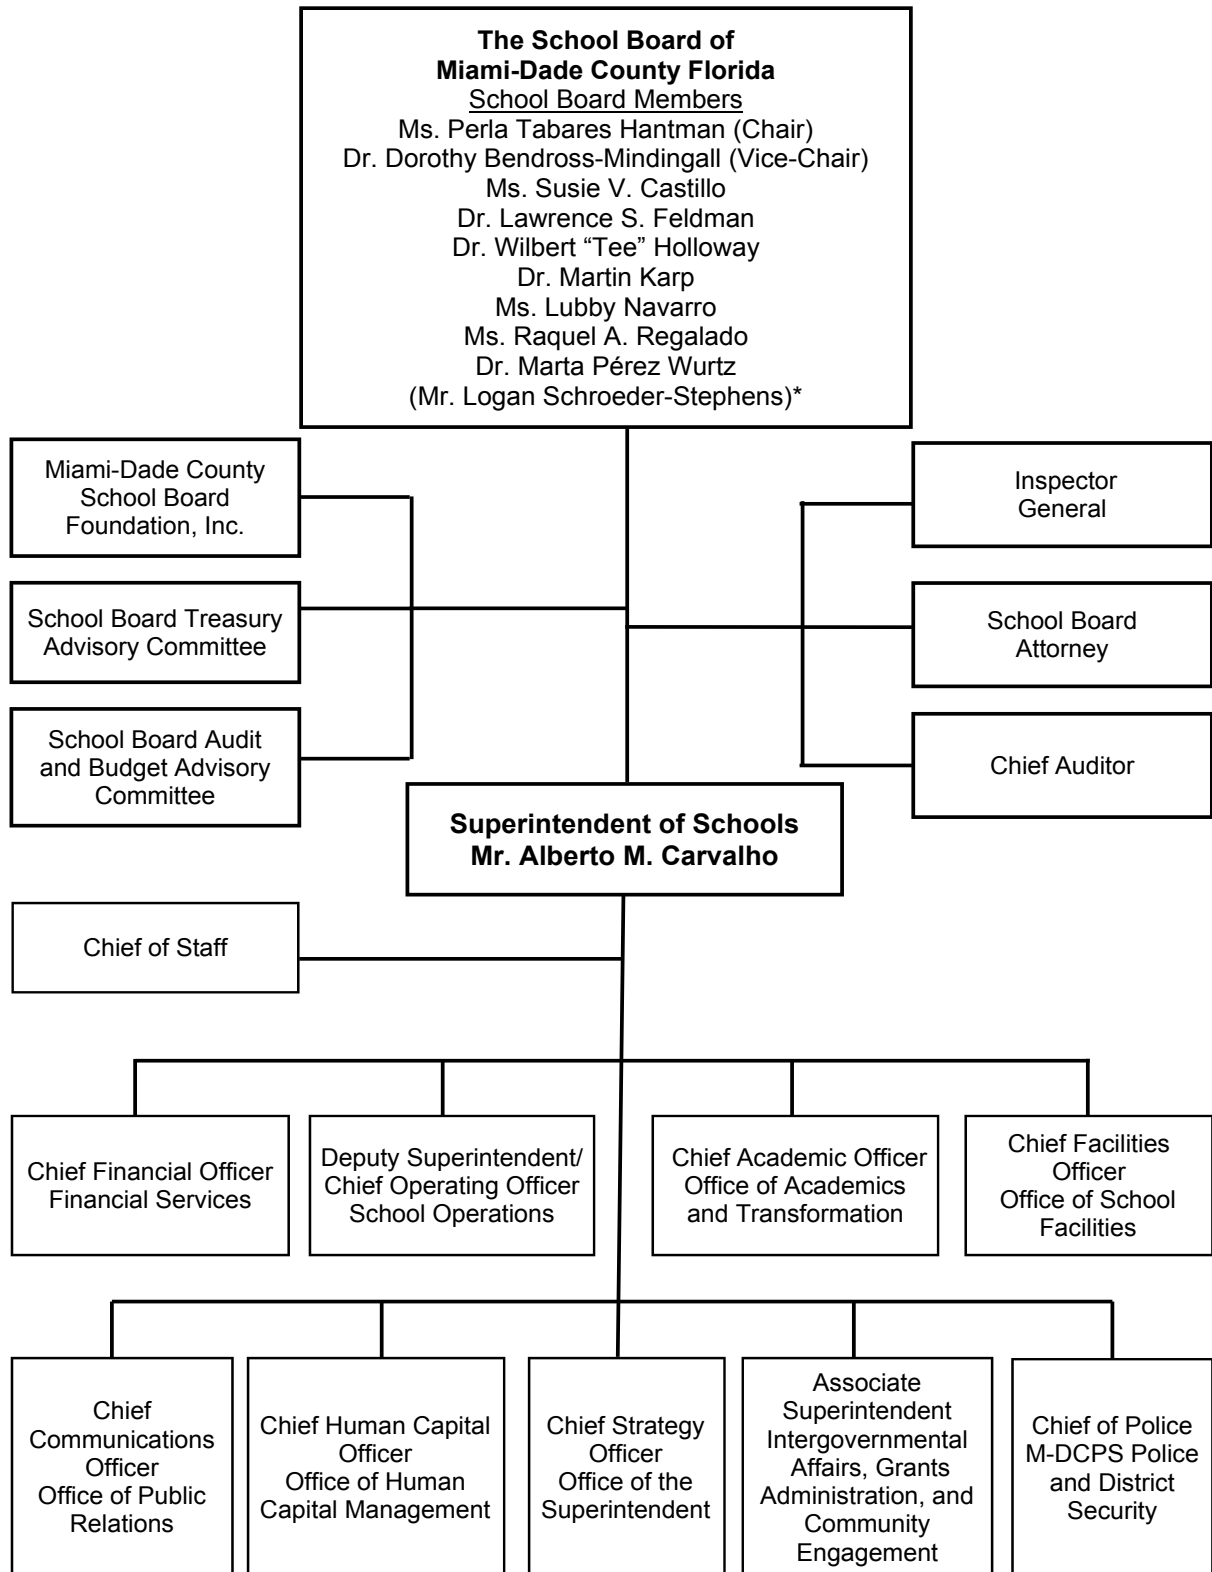 The School Board of
Miami-Dade County Florida
School Board Members
Ms. Perla Tabares Hantman (Chair)
Dr. Dorothy Bendross-Mindingall (Vice-Chair)
Ms. Susie V. Castillo
Dr. Lawrence S. Feldman
Dr. Wilbert “Tee” Holloway
Dr. Martin Karp
Ms. Lubby Navarro
Ms. Raquel A. Regalado
Dr. Marta Pérez Wurtz
(Mr. Logan Schroeder-Stephens)*
Miami-Dade County
School Board
Foundation, Inc.
Inspector
General
School Board Treasury
Advisory Committee
School Board
Attorney
School Board Audit
and Budget Advisory
Committee
Chief Auditor
Superintendent of Schools
Mr. Alberto M. Carvalho
Chief of Staff
Chief Financial Officer
Financial Services
Deputy Superintendent/
Chief Operating Officer
School Operations
Chief Academic Officer
Office of Academics
and Transformation
Chief Facilities
Officer
Office of School
Facilities
Chief
Communications
Officer
Office of Public
Relations
Chief Human Capital
Officer
Office of Human
Capital Management
Chief Strategy
Officer
Office of the
Superintendent
Associate
Superintendent
Intergovernmental
Affairs, Grants
Administration, and
Community
Engagement
Chief of Police
M-DCPS Police
and District
Security